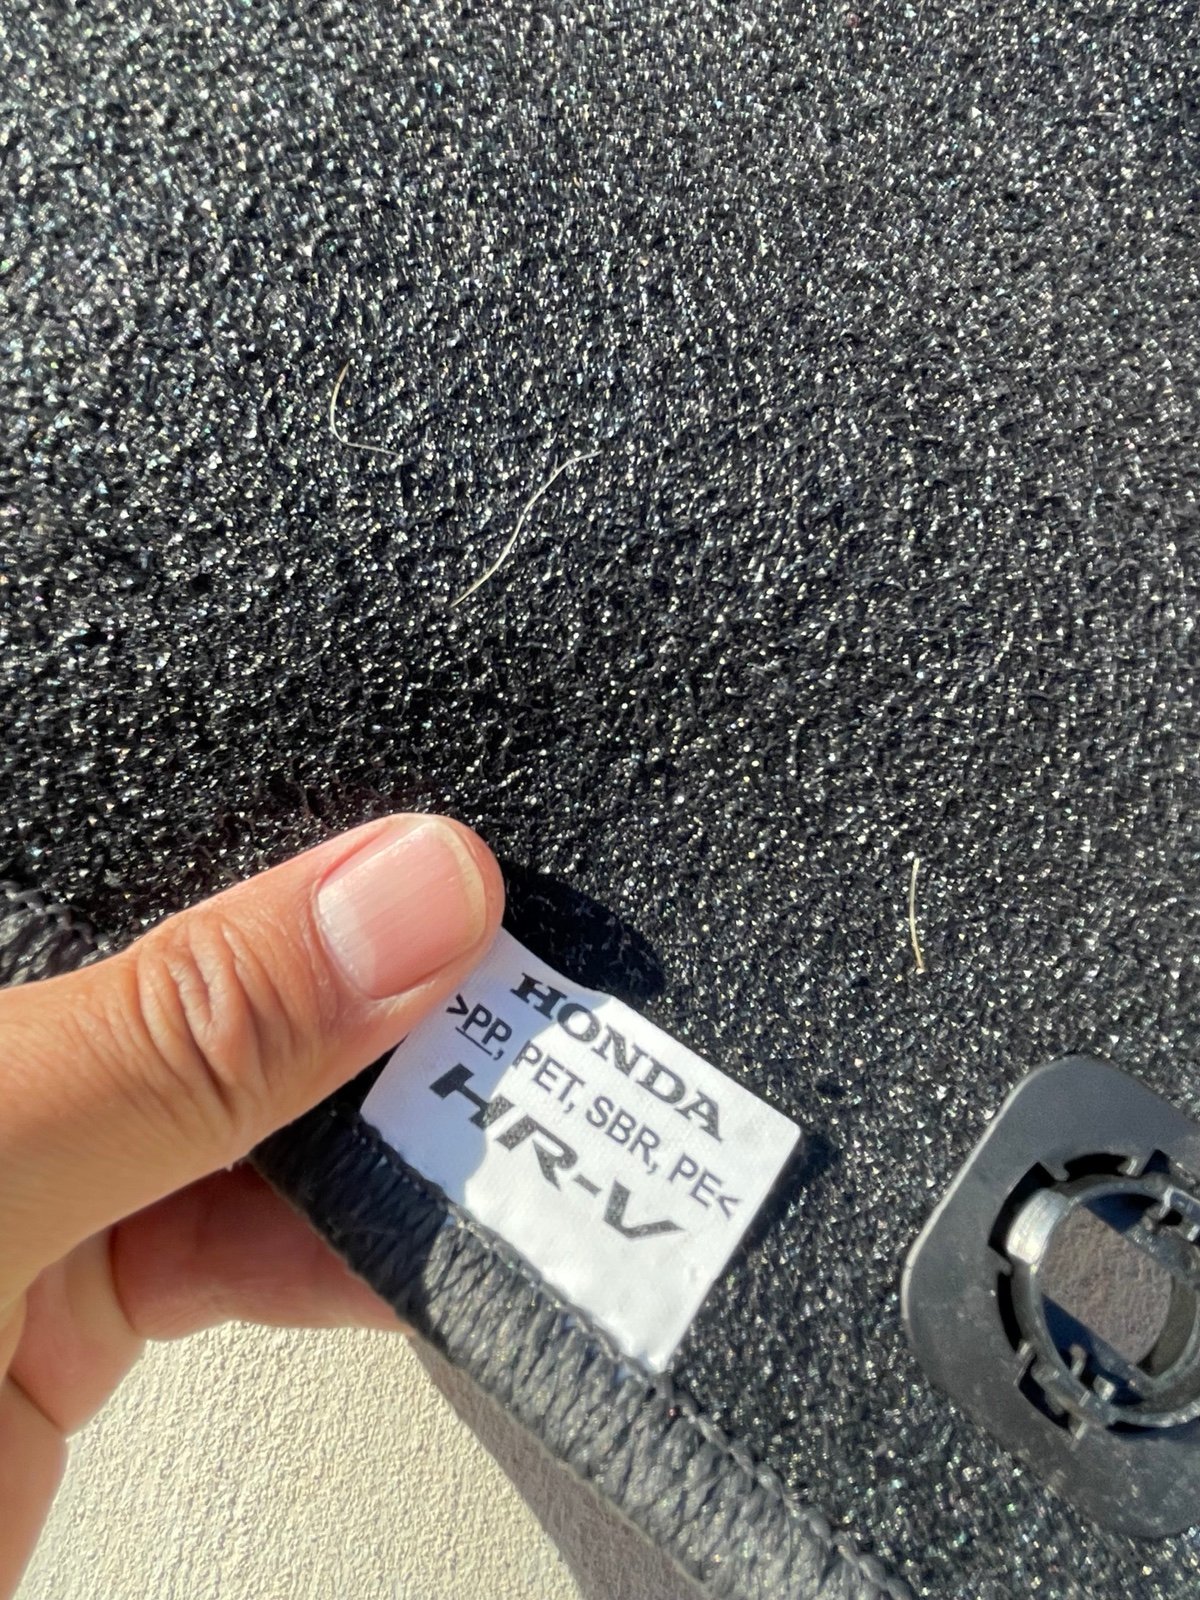 HONDA
>PP, PET, SBR, PE<
HR-V